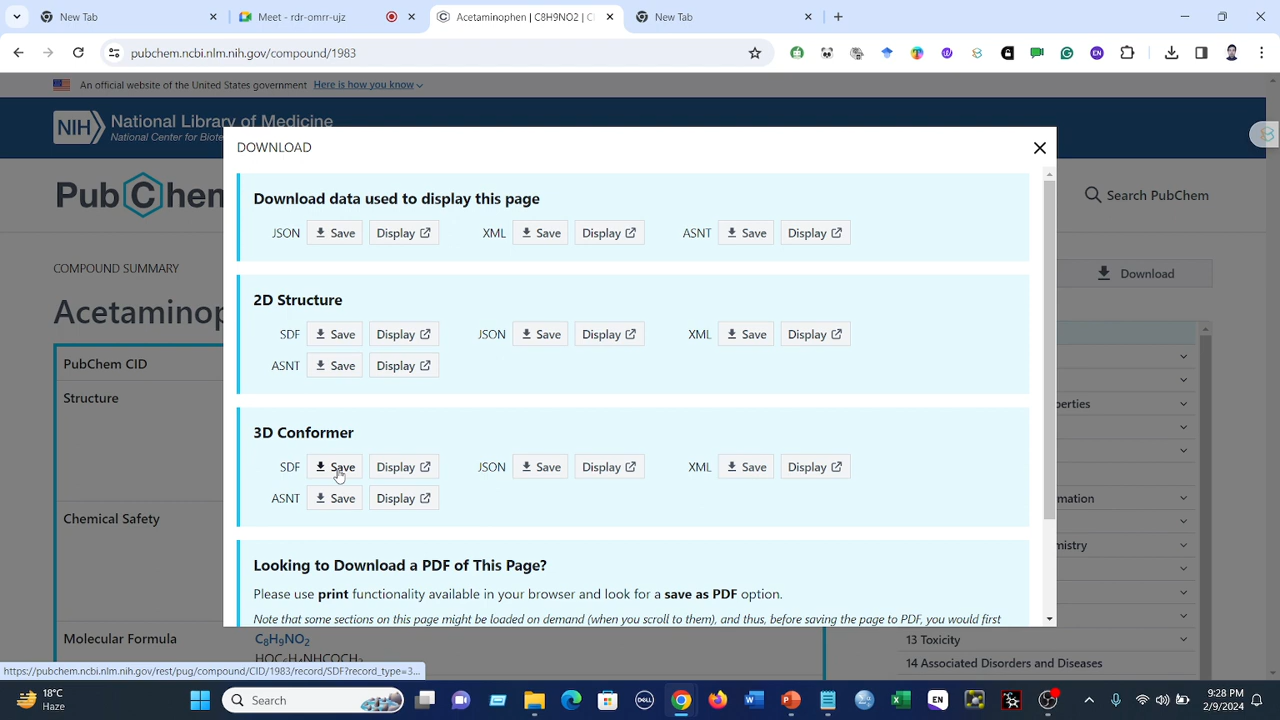 New Tab
Meet - rdr-omrr-ujz
Acetaminophen | C8H9NO2 | C
New Tab
pubchem.ncbi.nlm.nih.gov/compound/1983
An official website of the United States government Here is how you know
NIH National Library of Medicine
National Center for Biote
PubChem
Search PubChem
COMPOUND SUMMARY
Download
Acetaminop
PubChem CID
Structure
Chemical Safety
Molecular Formula
C8H9NO2
HOC6H4NHCOCH3
DOWNLOAD
Download data used to display this page
JSON Save Display XML Save Display ASNT Save Display
2D Structure
SDF Save Display JSON Save Display XML Save Display
ASNT Save Display
3D Conformer
SDF Save Display JSON Save Display XML Save Display
ASNT Save Display
Looking to Download a PDF of This Page?
Please use print functionality available in your browser and look for a save as PDF option.
Note that some sections on this page might be loaded on demand (when you scroll to them), and thus, before saving the page to PDF, you would first
perties
mation
mistry
13 Toxicity
14 Associated Disorders and Diseases
https://pubchem.ncbi.nlm.nih.gov/rest/pug/compound/CID/1983/record/SDF?record_type=3...
18°C
Haze
Search
DELL
EN
9:28 PM
2/9/2024